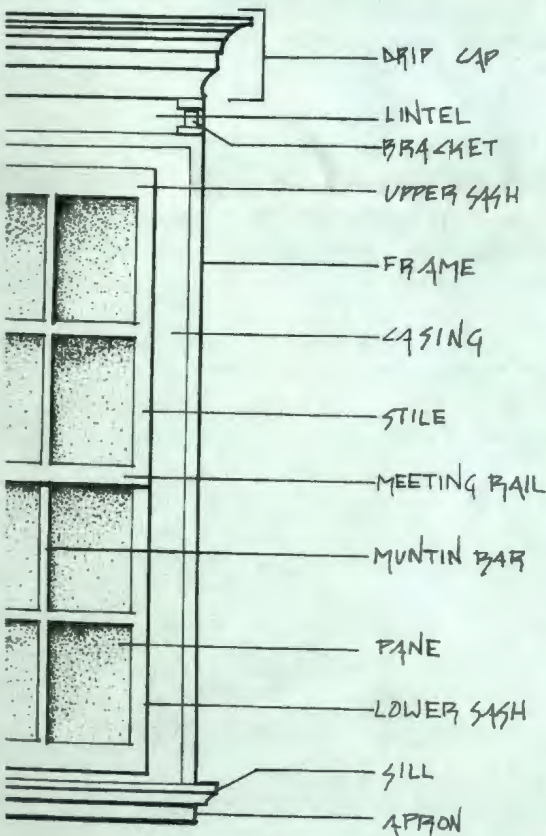 DRIP CAP
LINTEL
BRACKET
UPPER SASH
FRAME
CASING
STILE
MEETING RAIL
MUNTIN BAR
PANE
LOWER SASH
SILL
APRON